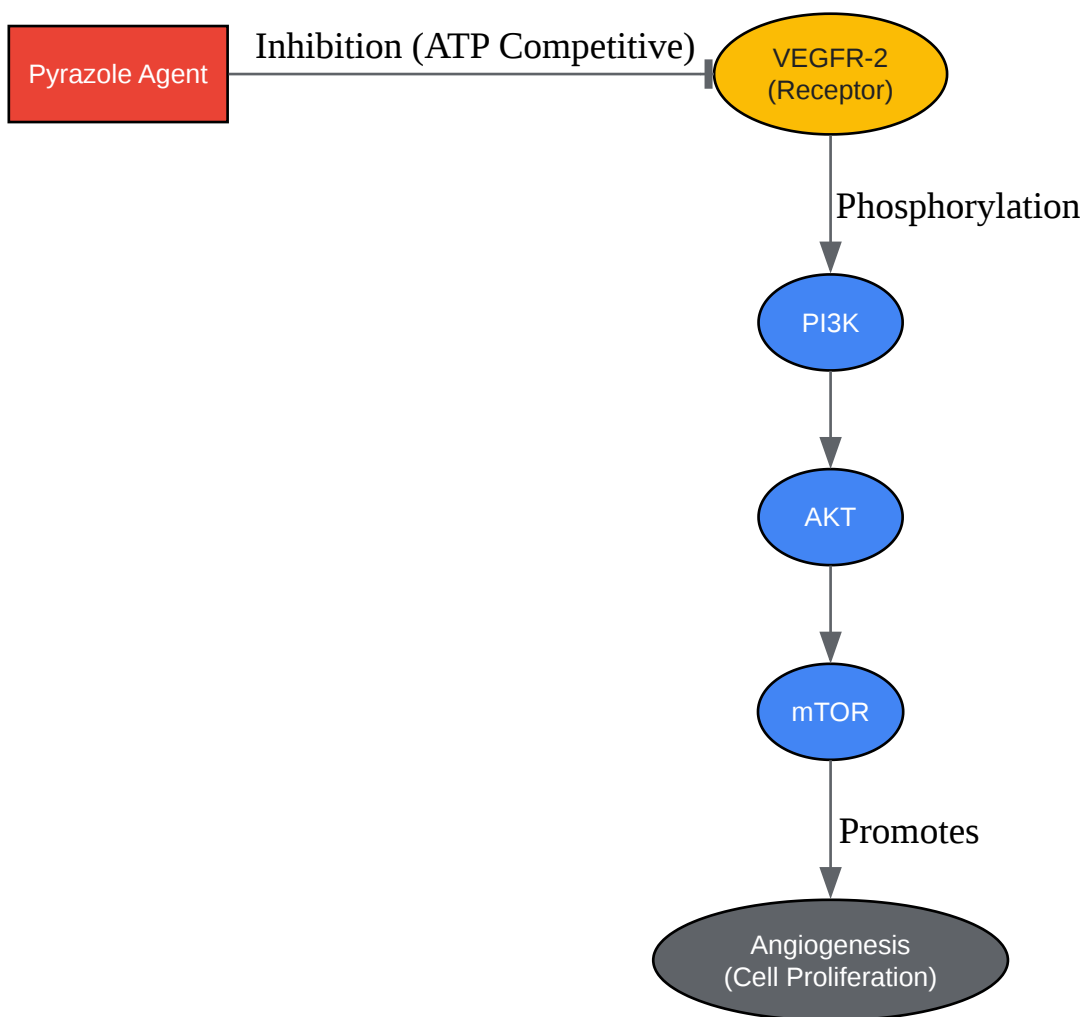 Pyrazole Agent
Inhibition (ATP Competitive)
VEGFR-2
(Receptor)
Phosphorylation
PI3K
AKT
mTOR
Promotes
Angiogenesis
(Cell Proliferation)